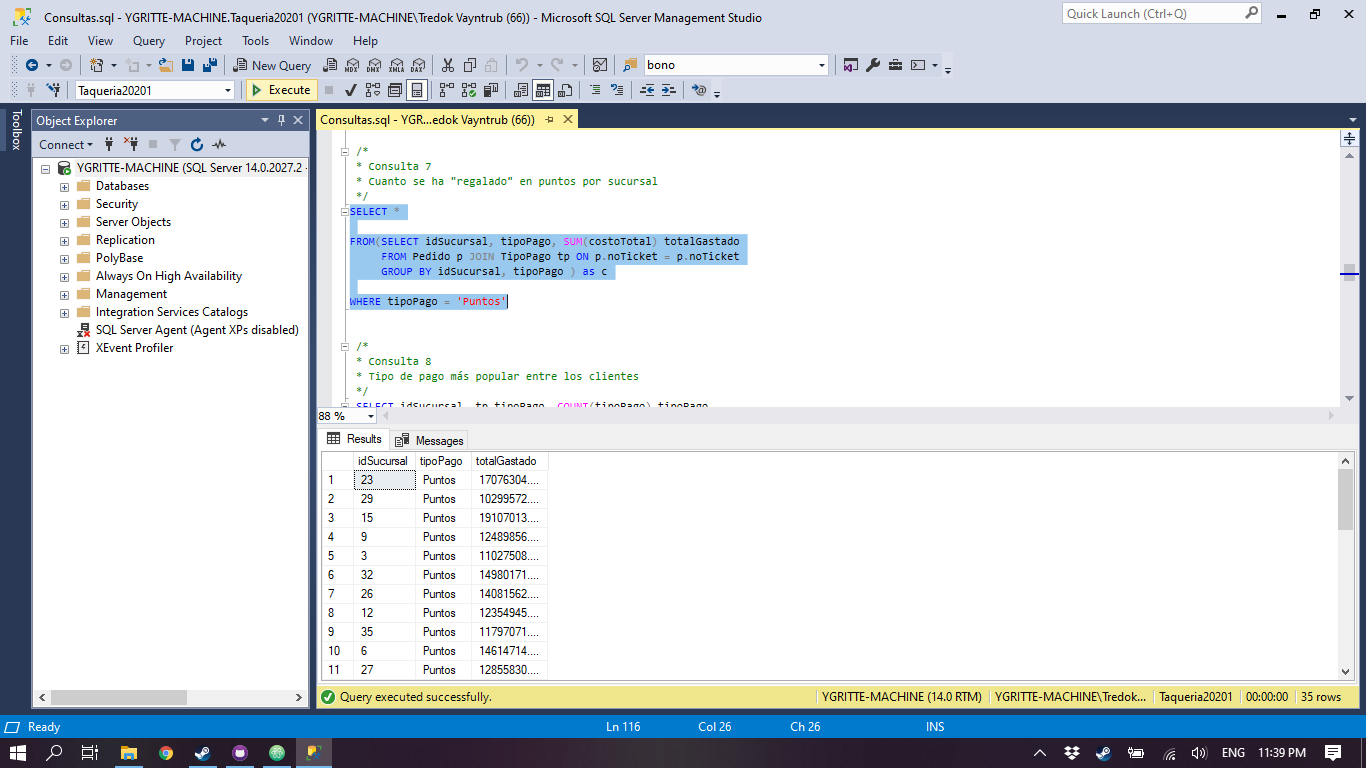 Consultas.sql - YGRITTE-MACHINE.Taqueria20201 (YGRITTE-MACHINE\Tredok Vayntrub (66)) - Microsoft SQL Server Management Studio
Quick Launch (Ctrl+Q)
File Edit View Query Project Tools Window Help
New Query MDX DMX XMLA DAX bono
Taqueria20201 Execute
Toolbox
Object Explorer
Connect
YGRITTE-MACHINE (SQL Server 14.0.2027.2 -
Databases
Security
Server Objects
Replication
PolyBase
Always On High Availability
Management
Integration Services Catalogs
SQL Server Agent (Agent XPs disabled)
XEvent Profiler
Consultas.sql - YGR...edok Vayntrub (66))
/*
* Consulta 7
* Cuanto se ha "regalado" en puntos por sucursal
*/
SELECT *
FROM(SELECT idSucursal, tipoPago, SUM(costoTotal) totalGastado
FROM Pedido p JOIN TipoPago tp ON p.noTicket = p.noTicket
GROUP BY idSucursal, tipoPago ) as c
WHERE tipoPago = 'Puntos'
/*
* Consulta 8
* Tipo de pago más popular entre los clientes
*/
SELECT idSucursal, tp.tipoPago, COUNT(tipoPago) tipoPago
88 %
Results Messages
idSucursal tipoPago totalGastado
1 23 Puntos 17076304....
2 29 Puntos 10299572....
3 15 Puntos 19107013....
4 9 Puntos 12489856....
5 3 Puntos 11027508....
6 32 Puntos 14980171....
7 26 Puntos 14081562....
8 12 Puntos 12354945....
9 35 Puntos 11797071....
10 6 Puntos 14614714....
11 27 Puntos 12855830....
Query executed successfully. YGRITTE-MACHINE (14.0 RTM) YGRITTE-MACHINE\Tredok... Taqueria20201 00:00:00 35 rows
Ready Ln 116 Col 26 Ch 26 INS
ENG 11:39 PM